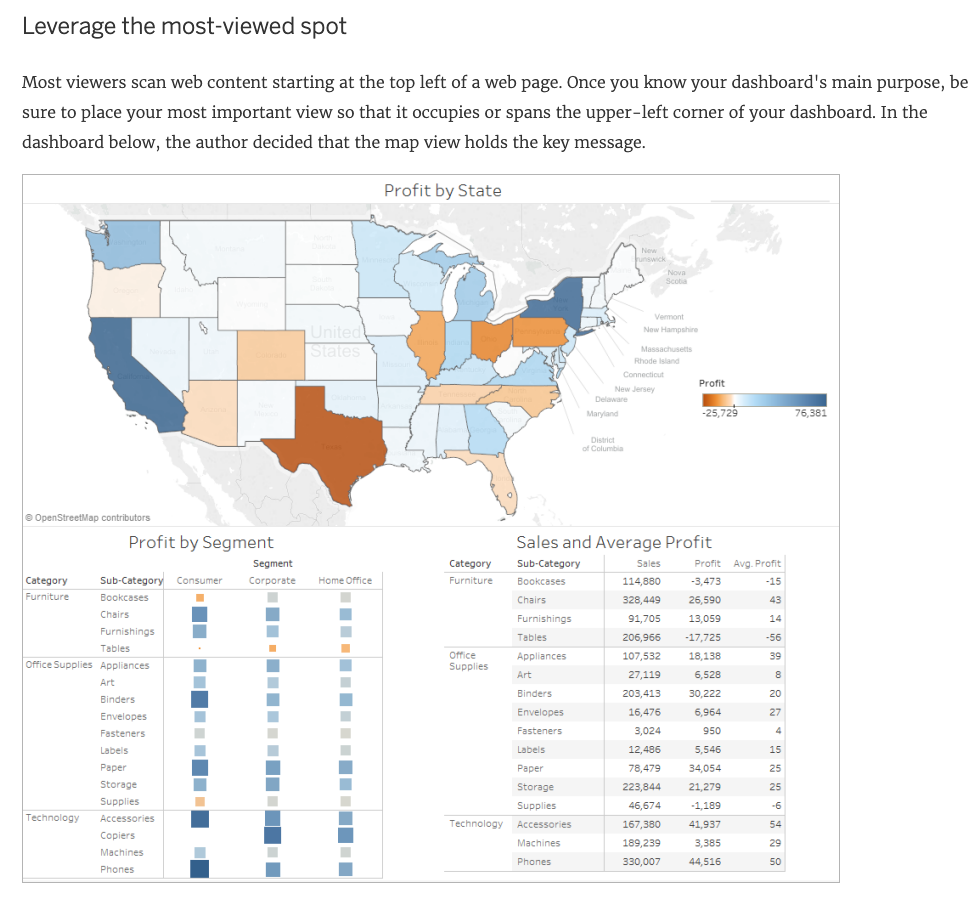 Leverage the most-viewed spot
Most viewers scan web content starting at the top left of a web page. Once you know your dashboard's main purpose, be
sure to place your most important view so that it occupies or spans the upper-left corner of your dashboard. In the
dashboard below, the author decided that the map view holds the key message.
Profit by State
United
States
New
Nova
Scotia
Vermont
New Hampshire
Massachusetts
Rhode Island
Connecticut
New Jersey
Delaware
Maryland
District
of Columbia
Profit
-25,729 76,381
© OpenStreetMap contributors
Profit by Segment
Segment
Category Sub-Category Consumer Corporate Home Office
Furniture Bookcases
Chairs
Furnishings
Tables
Office Supplies Appliances
Art
Binders
Envelopes
Fasteners
Labels
Paper
Storage
Supplies
Technology Accessories
Copiers
Machines
Phones
Sales and Average Profit
Category Sub-Category Sales Profit Avg. Profit
Furniture Bookcases 114,880 -3,473 -15
Chairs 328,449 26,590 43
Furnishings 91,705 13,059 14
Tables 206,966 -17,725 -56
Office
Supplies
Appliances 107,532 18,138 39
Art 27,119 6,528 8
Binders 203,413 30,222 20
Envelopes 16,476 6,964 27
Fasteners 3,024 950 4
Labels 12,486 5,546 15
Paper 78,479 34,054 25
Storage 223,844 21,279 25
Supplies 46,674 -1,189 -6
Technology Accessories 167,380 41,937 54
Machines 189,239 3,385 29
Phones 330,007 44,516 50